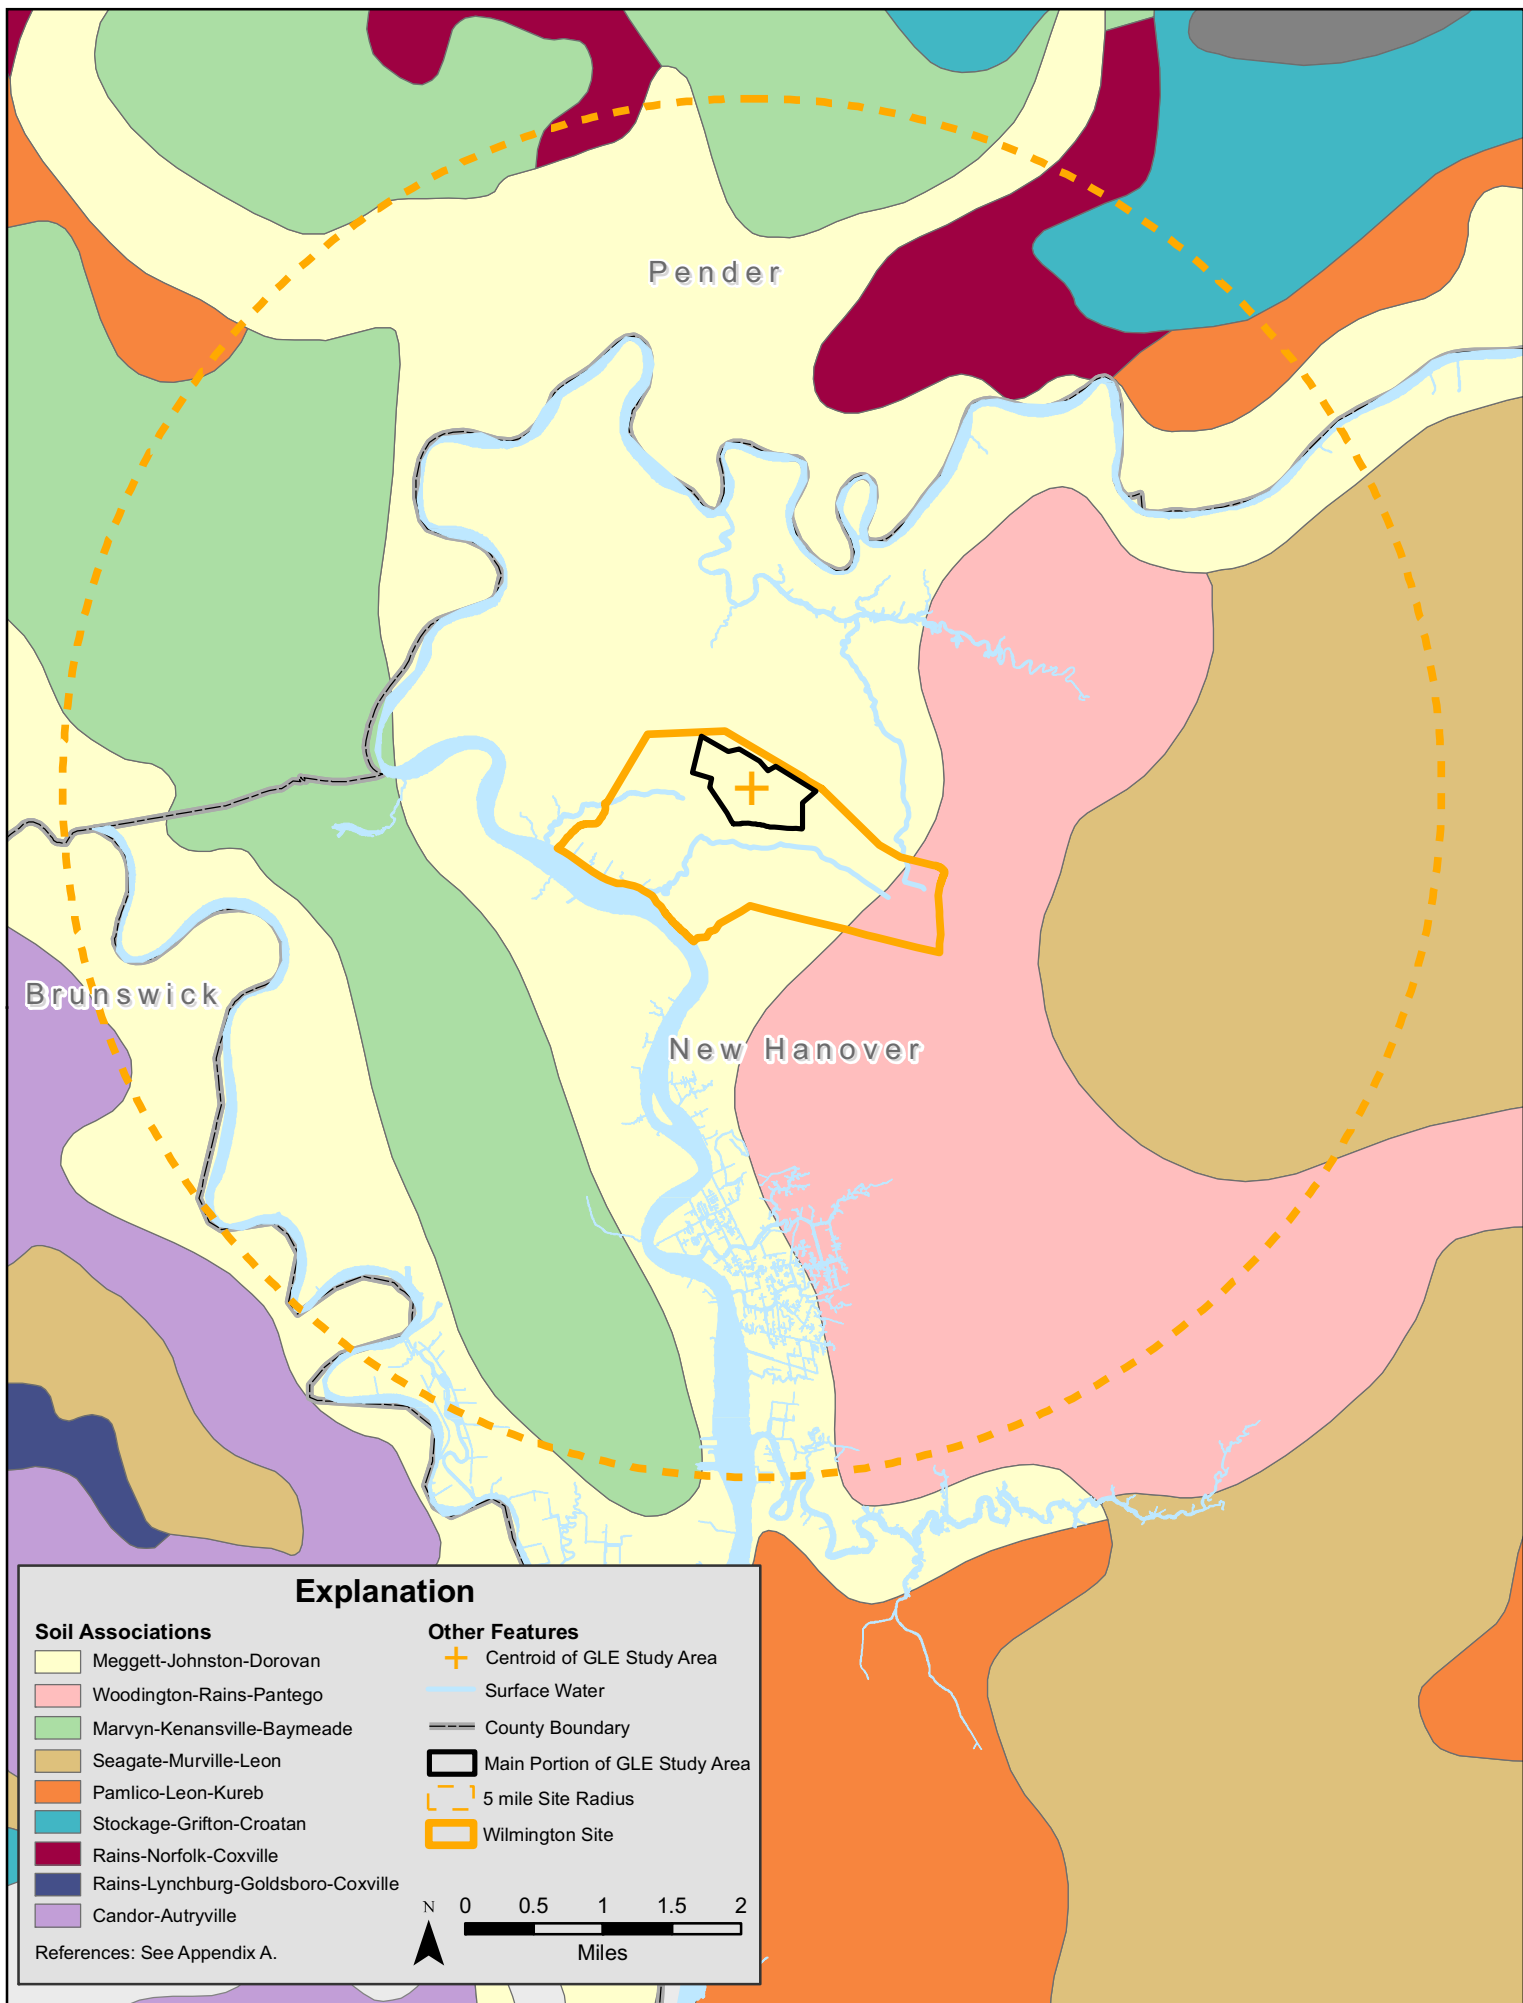 Pender
Brunswick
New Hanover
Explanation
Soil Associations
Meggett-Johnston-Dorovan
Woodington-Rains-Pantego
Marvyn-Kenansville-Baymeade
Seagate-Murville-Leon
Pamlico-Leon-Kureb
Stockage-Grifton-Croatan
Rains-Norfolk-Coxville
Rains-Lynchburg-Goldsboro-Coxville
Candor-Autryville
References: See Appendix A.
Other Features
Centroid of GLE Study Area
Surface Water
County Boundary
Main Portion of GLE Study Area
5 mile Site Radius
Wilmington Site
N
0 0.5 1 1.5 2
Miles